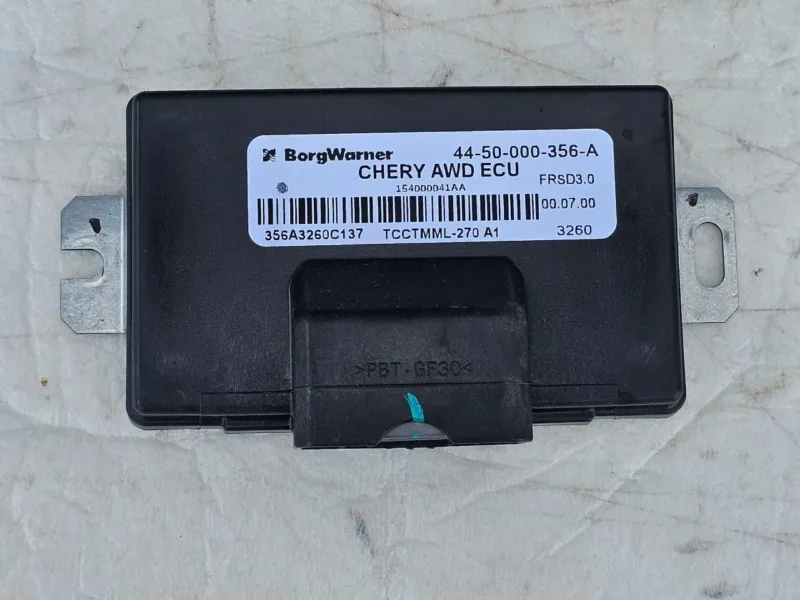 BorgWarner 44-50-000-356-A
CHERY AWD ECU FRSD3.0
154000041AA
00.07.00
356A3260C137 TCCTMML-270 A1 3260
>PBT-GF30<